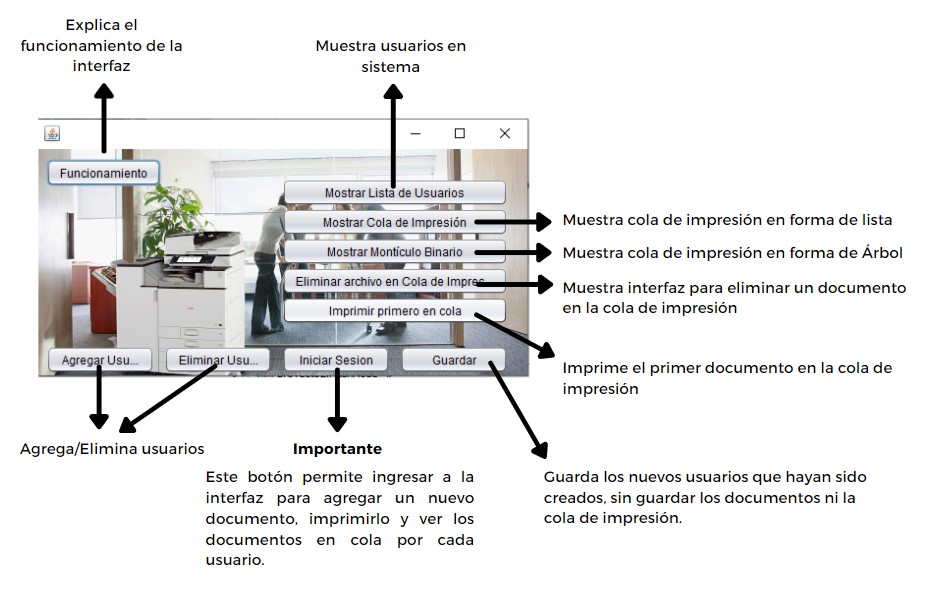 Explica el
funcionamiento de la
interfaz
Muestra usuarios en
sistema
Funcionamiento
Mostrar Lista de Usuarios
Mostrar Cola de Impresión
Muestra cola de impresión en forma de lista
Mostrar Montículo Binario
Muestra cola de impresión en forma de Árbol
Eliminar archivo en Cola de Impres
Muestra interfaz para eliminar un documento
en la cola de impresión
Imprimir primero en cola
Imprime el primer documento en la cola de
impresión
Agregar Usu...
Eliminar Usu...
Iniciar Sesion
Guardar
Agrega/Elimina usuarios
Importante
Este botón permite ingresar a la
interfaz para agregar un nuevo
documento, imprimirlo y ver los
documentos en cola por cada
usuario.
Guarda los nuevos usuarios que hayan sido
creados, sin guardar los documentos ni la
cola de impresión.